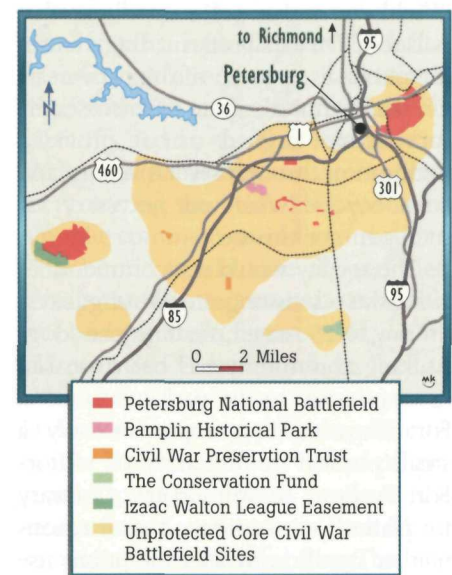 to Richmond
95
Petersburg
36
1
460
301
N
95
85
0 2 Miles
MK
Petersburg National Battlefield
Pamplin Historical Park
Civil War Preservtion Trust
The Conservation Fund
Izaac Walton League Easement
Unprotected Core Civil War
Battlefield Sites